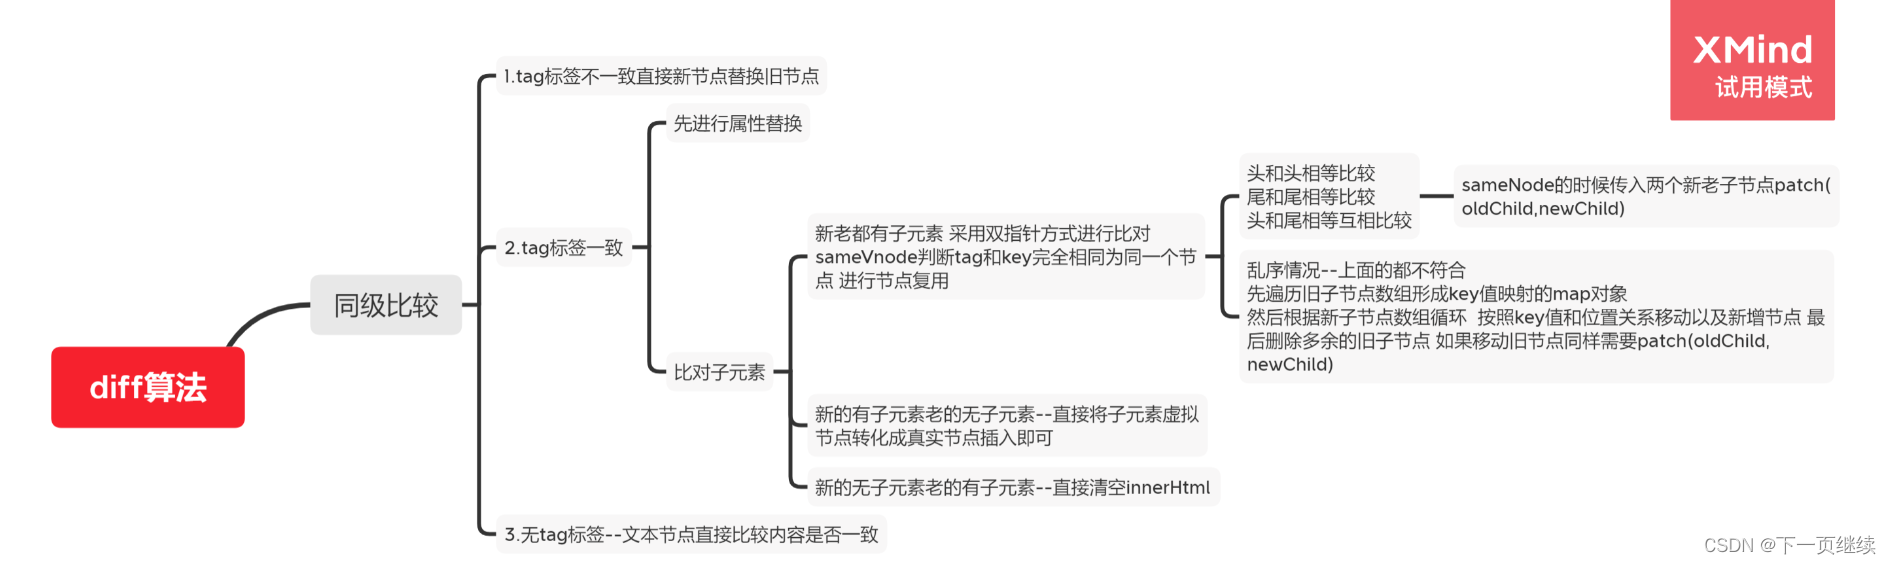 XMind
试用模式
1.tag标签不一致直接新节点替换旧节点
先进行属性替换
头和头相等比较
尾和尾相等比较
头和尾相等互相比较
sameNode的时候传入两个新老子节点patch(
oldChild,newChild)
2.tag标签一致
新老都有子元素 采用双指针方式进行比对
sameVnode判断tag和key完全相同为同一个节
点 进行节点复用
乱序情况--上面的都不符合
先遍历旧子节点数组形成key值映射的map对象
然后根据新子节点数组循环 按照key值和位置关系移动以及新增节点 最
后删除多余的旧子节点 如果移动旧节点同样需要patch(oldChild,
newChild)
同级比较
diff算法
比对子元素
新的有子元素老的无子元素--直接将子元素虚拟
节点转化成真实节点插入即可
新的无子元素老的有子元素--直接清空innerHtml
3.无tag标签--文本节点直接比较内容是否一致
CSDN @下一页继续